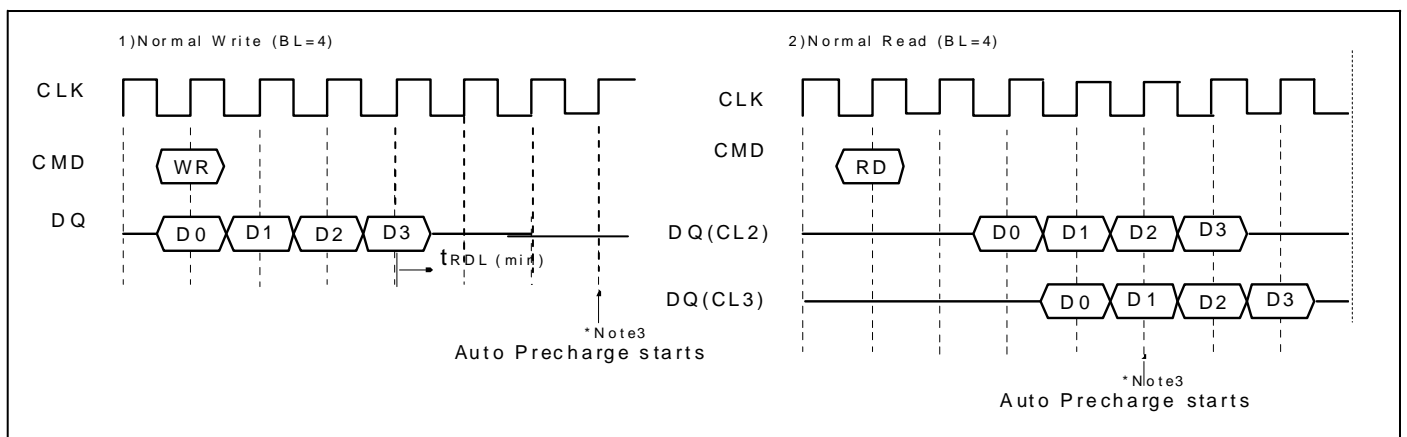 1)Normal Write (BL=4)
CLK
CMD
WR
DQ
D0 D1 D2 D3
tRDL (min)
*Note3
Auto Precharge starts
2)Normal Read (BL=4)
CLK
CMD
RD
DQ(CL2)
D0 D1 D2 D3
DQ(CL3)
D0 D1 D2 D3
*Note3
Auto Precharge starts